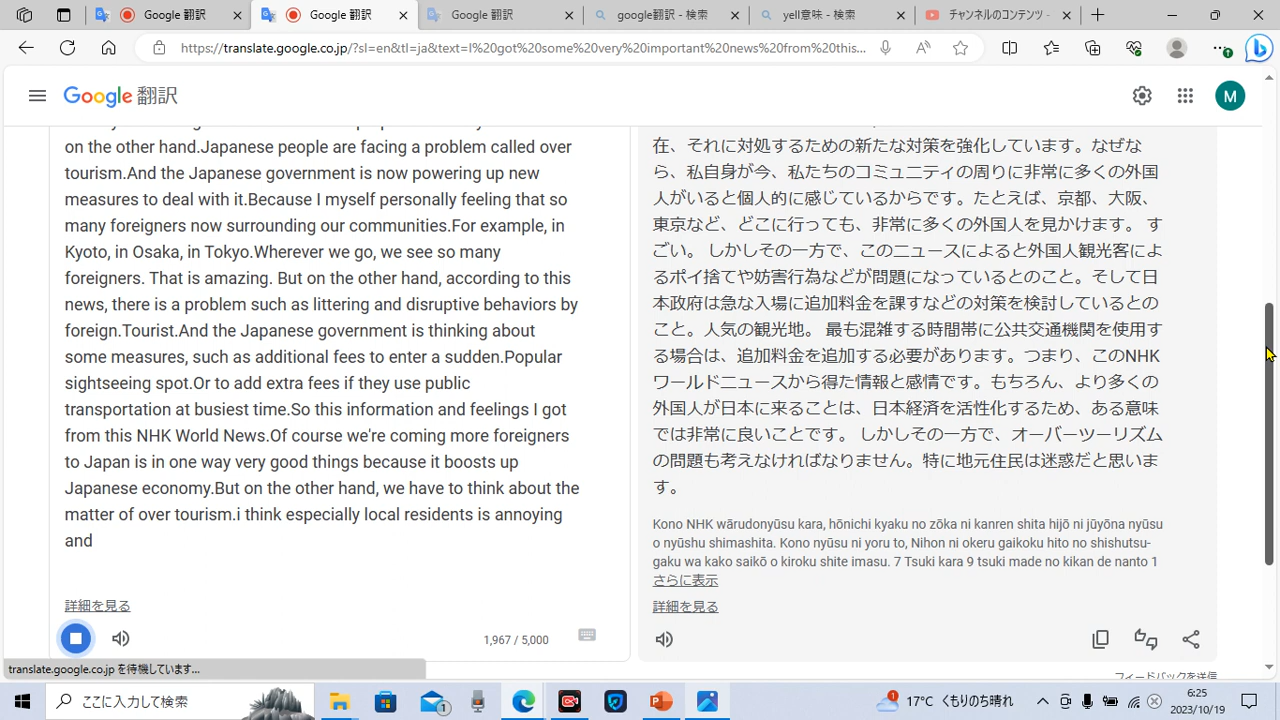 Google 翻訳
Google 翻訳
Google 翻訳
google翻訳 - 検索
yell意味 - 検索
チャンネルのコンテンツ -
https://translate.google.co.jp/?sl=en&tl=ja&text=I%20got%20some%20very%20important%20news%20from%20this...
Google 翻訳
M
on the other hand.Japanese people are facing a problem called over
tourism.And the Japanese government is now powering up new
measures to deal with it.Because I myself personally feeling that so
many foreigners now surrounding our communities.For example, in
Kyoto, in Osaka, in Tokyo.Wherever we go, we see so many
foreigners. That is amazing. But on the other hand, according to this
news, there is a problem such as littering and disruptive behaviors by
foreign.Tourist.And the Japanese government is thinking about
some measures, such as additional fees to enter a sudden.Popular
sightseeing spot.Or to add extra fees if they use public
transportation at busiest time.So this information and feelings I got
from this NHK World News.Of course we're coming more foreigners
to Japan is in one way very good things because it boosts up
Japanese economy.But on the other hand, we have to think about the
matter of over tourism.i think especially local residents is annoying
and
詳細を見る
1,967 / 5,000
在、それに対処するための新たな対策を強化しています。なぜな
ら、私自身が今、私たちのコミュニティの周りに非常に多くの外国
人がいると個人的に感じているからです。たとえば、京都、大阪、
東京など、どこに行っても、非常に多くの外国人を見かけます。 す
ごい。 しかしその一方で、このニュースによると外国人観光客によ
るポイ捨てや妨害行為などが問題になっているとのこと。そして日
本政府は急な入場に追加料金を課すなどの対策を検討しているとの
こと。人気の観光地。 最も混雑する時間帯に公共交通機関を使用す
る場合は、追加料金を追加する必要があります。つまり、このNHK
ワールドニュースから得た情報と感情です。もちろん、より多くの
外国人が日本に来ることは、日本経済を活性化するため、ある意味
では非常に良いことです。 しかしその一方で、オーバーツーリズム
の問題も考えなければなりません。特に地元住民は迷惑だと思いま
す。
Kono NHK wārudonyūsu kara, hōnichi kyaku no zōka ni kanren shita hijō ni jūyōna nyūsu
o nyūshu shimashita. Kono nyūsu ni yoru to, Nihon ni okeru gaikoku hito no shishutsu-
gaku wa kako saikō o kiroku shite imasu. 7 Tsuki kara 9 tsuki made no kikan de nanto 1
さらに表示
詳細を見る
フィードバックを送信
translate.google.co.jp を待機しています...
ここに入力して検索
1
1
17°C くもりのち晴れ
6:25
2023/10/19